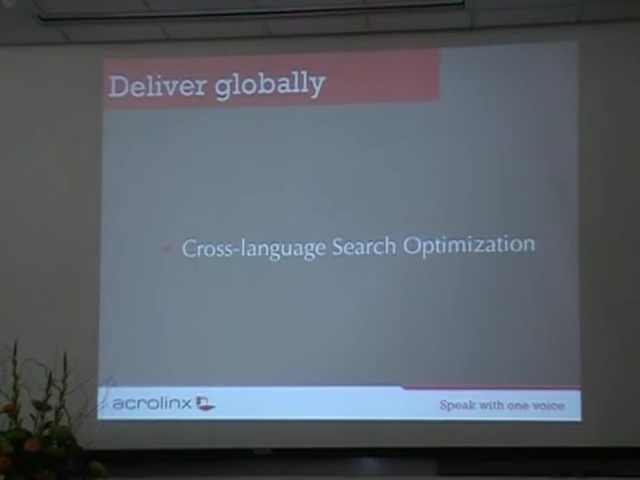 Deliver globally
Cross-language Search Optimization
acrolinx
Speak with one voice